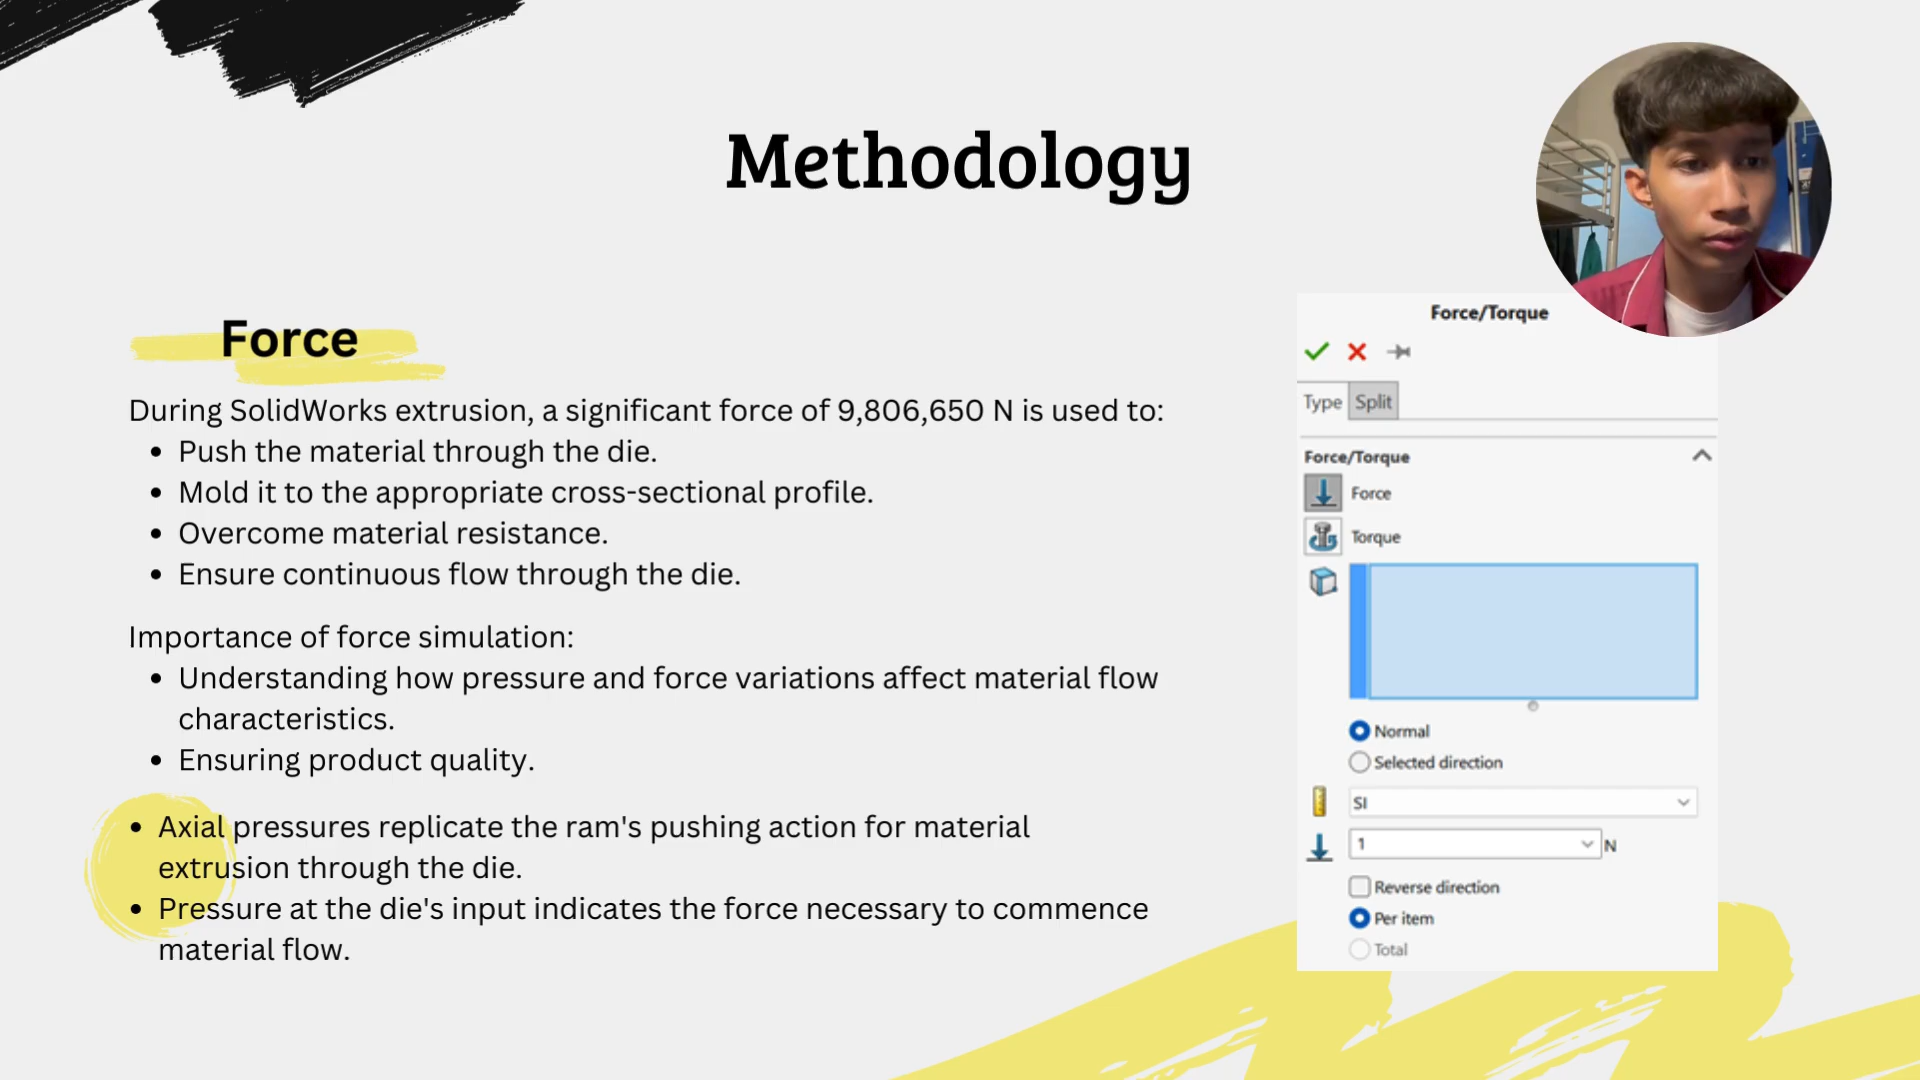 Methodology
Force
During SolidWorks extrusion, a significant force of 9,806,650 N is used to:
• Push the material through the die.
• Mold it to the appropriate cross-sectional profile.
• Overcome material resistance.
• Ensure continuous flow through the die.
Importance of force simulation:
• Understanding how pressure and force variations affect material flow
characteristics.
• Ensuring product quality.
• Axial pressures replicate the ram's pushing action for material
extrusion through the die.
• Pressure at the die's input indicates the force necessary to commence
material flow.
Force/Torque
Type Split
Force/Torque
Force
Torque
Normal
Selected direction
SI
1 N
Reverse direction
Per item
Total